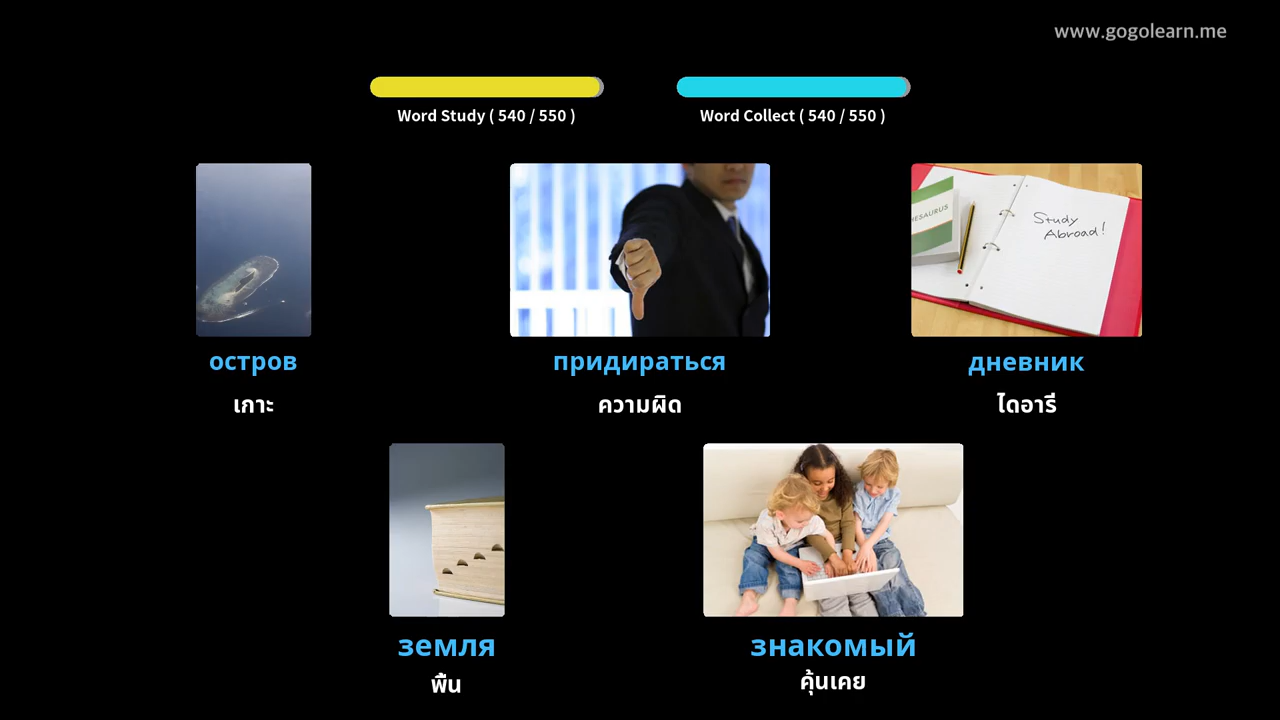 www.gogolearn.me
Word Study ( 540 / 550 )
Word Collect ( 540 / 550 )
HESAURUS
Study
Abroad!
остров
придираться
дневник
เกาะ
ความผิด
ไดอารี
земля
знакомый
พื้น
คุ้นเคย